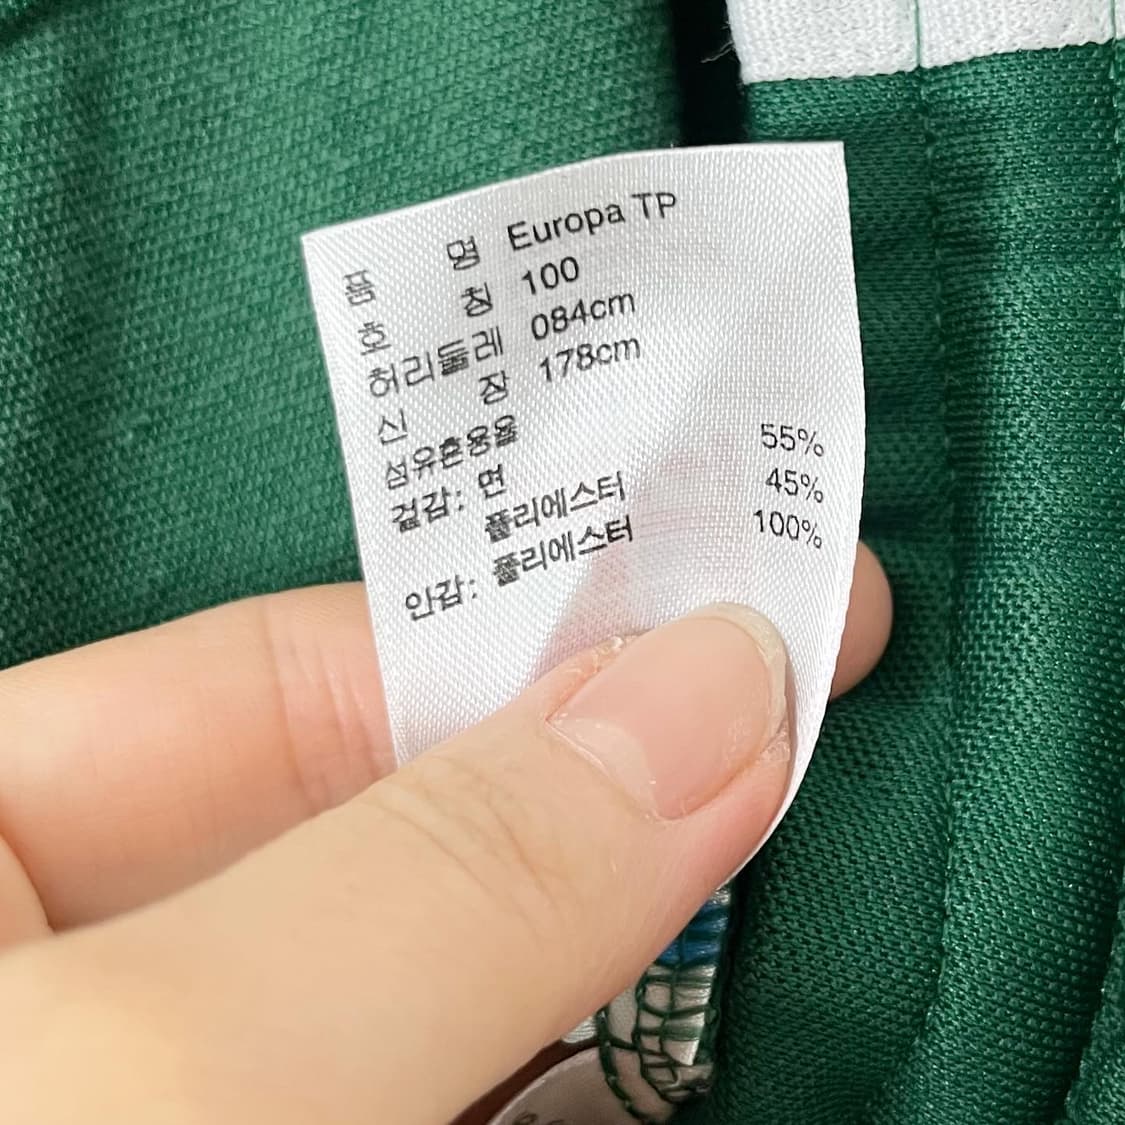 품 명 Europa TP
호 칭 100
허리둘레 084cm
신 장 178cm
섬유혼용율
겉감: 면 55%
폴리에스터 45%
안감: 폴리에스터 100%